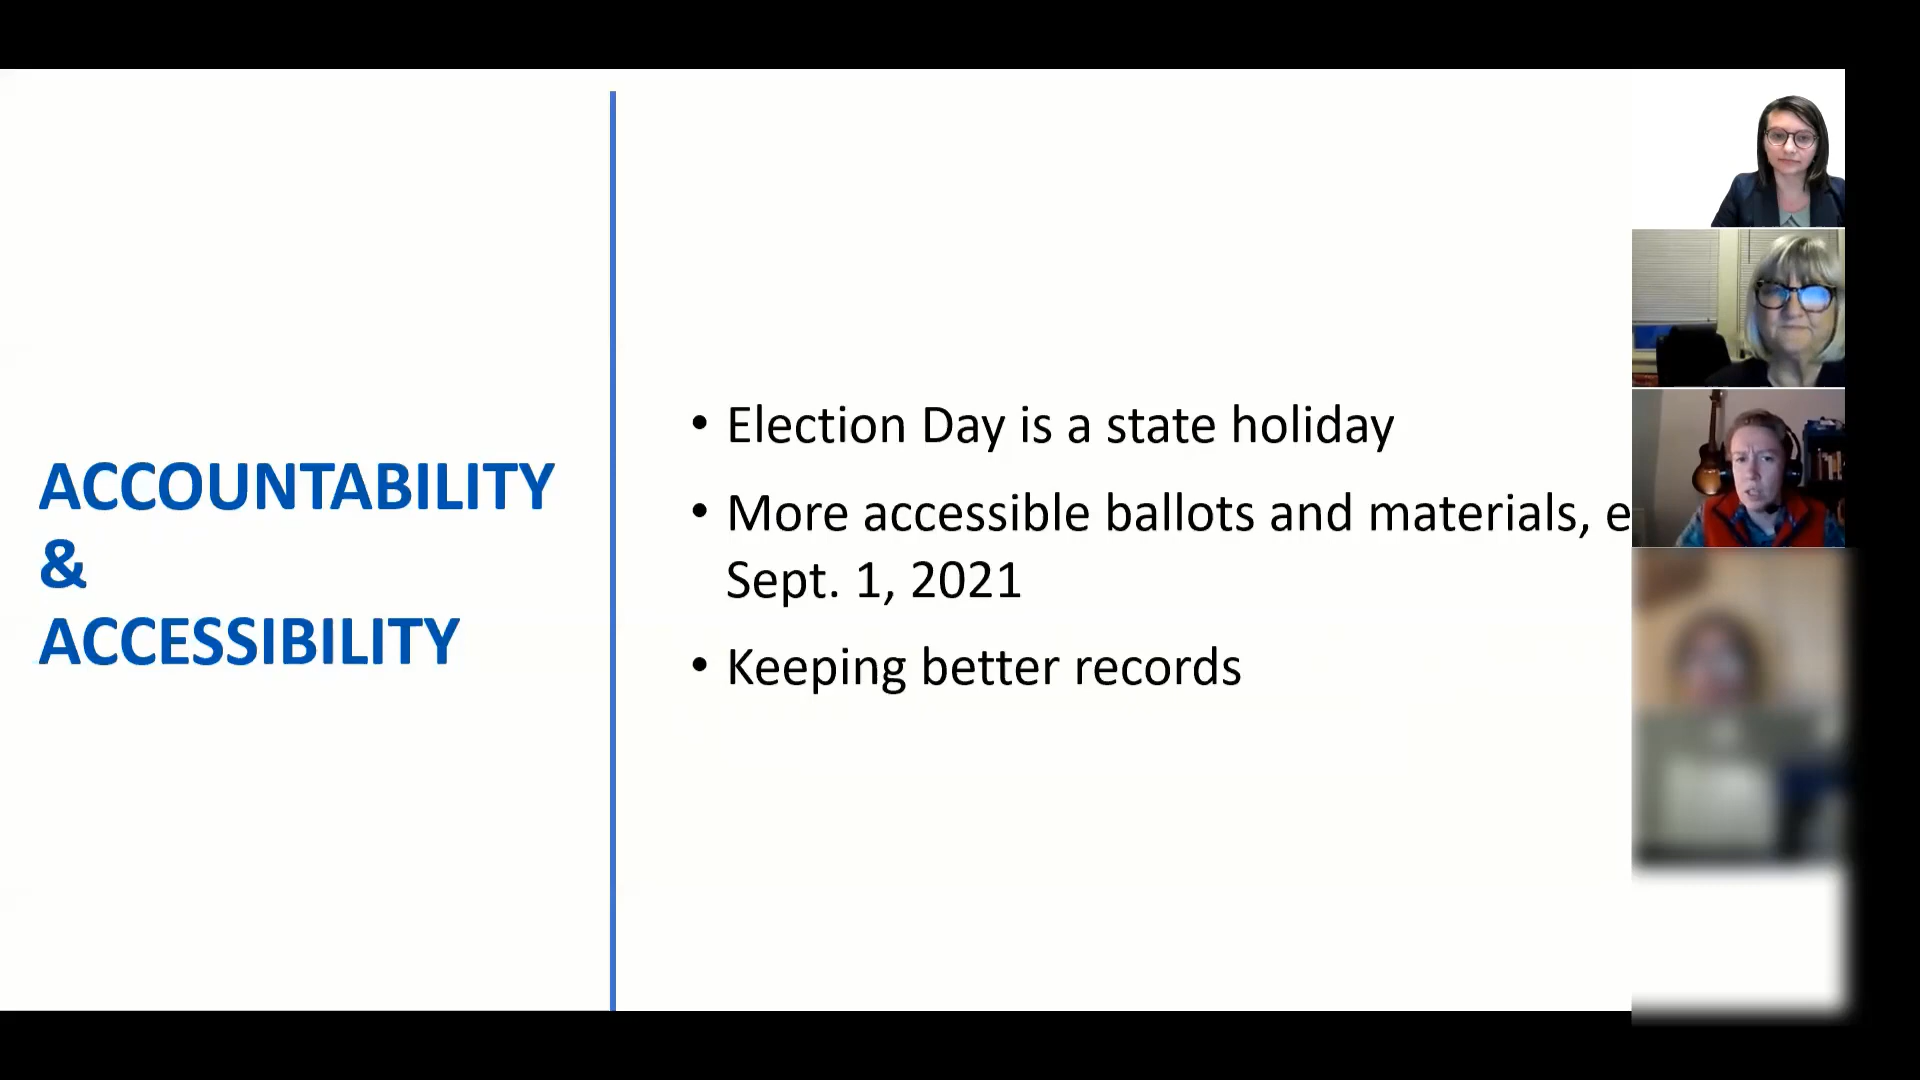 ACCOUNTABILITY
&
ACCESSIBILITY
• Election Day is a state holiday
• More accessible ballots and materials, e
Sept. 1, 2021
• Keeping better records